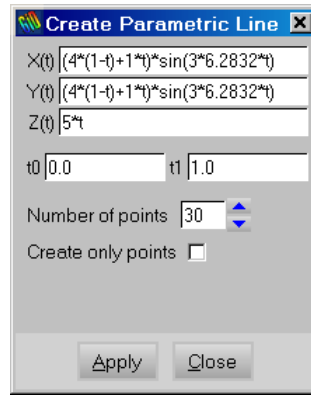 Create Parametric Line
X(t) (4*(1-t)+1*t)*sin(3*6.2832*t)
Y(t) (4*(1-t)+1*t)*sin(3*6.2832*t)
Z(t) 5*t
t0 0.0 t1 1.0
Number of points 30
Create only points
Apply Close